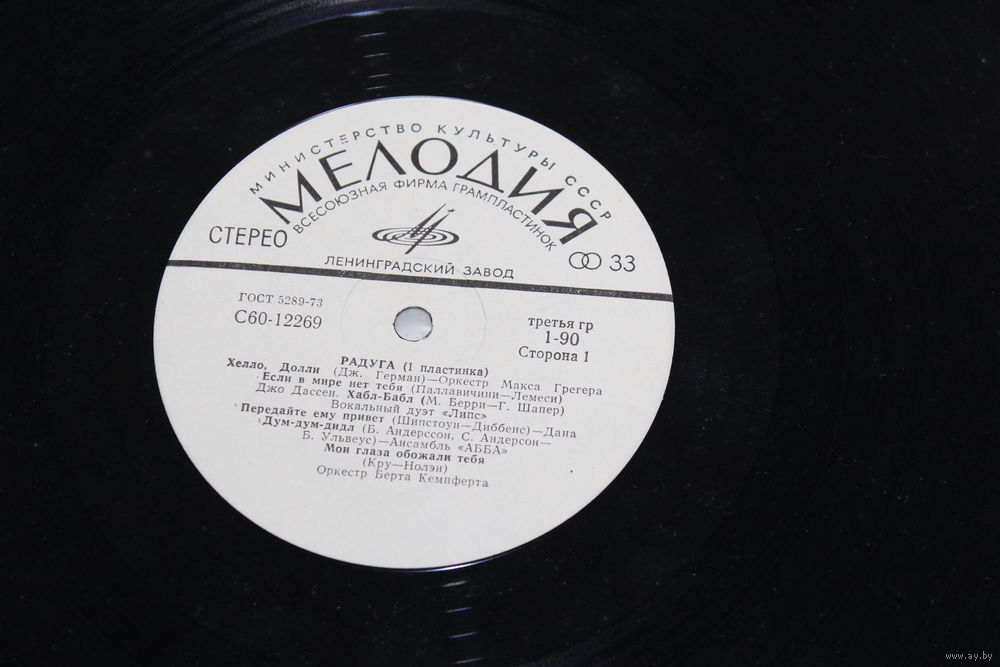 МИНИСТЕРСТВО КУЛЬТУРЫ СССР
МЕЛОДИЯ
ВСЕСОЮЗНАЯ ФИРМА ГРАМПЛАСТИНОК
СТЕРЕО
33
ЛЕНИНГРАДСКИЙ ЗАВОД
ГОСТ 5289-73
С60-12269
третья гр
1-90
Сторона 1
РАДУГА (1 пластинка)
Хелло, Долли (Дж. Герман)—Оркестр Макса Грегера
Если в мире нет тебя (Паллавичини—Лемеси)
Джо Дассен. Хабл-Бабл (М. Берри—Г. Шапер)
Вокальный дуэт «Липс»
Передайте ему привет (Шипстоун—Диббенс)—Дана
Дум-дум-дидл (Б. Андерссон, С. Андерсон—
Б. Ульвеус)—Ансамбль «АББА»
Мои глаза обожали тебя
(Кру—Нолэн)
Оркестр Берта Кемпферта
www.ay.by